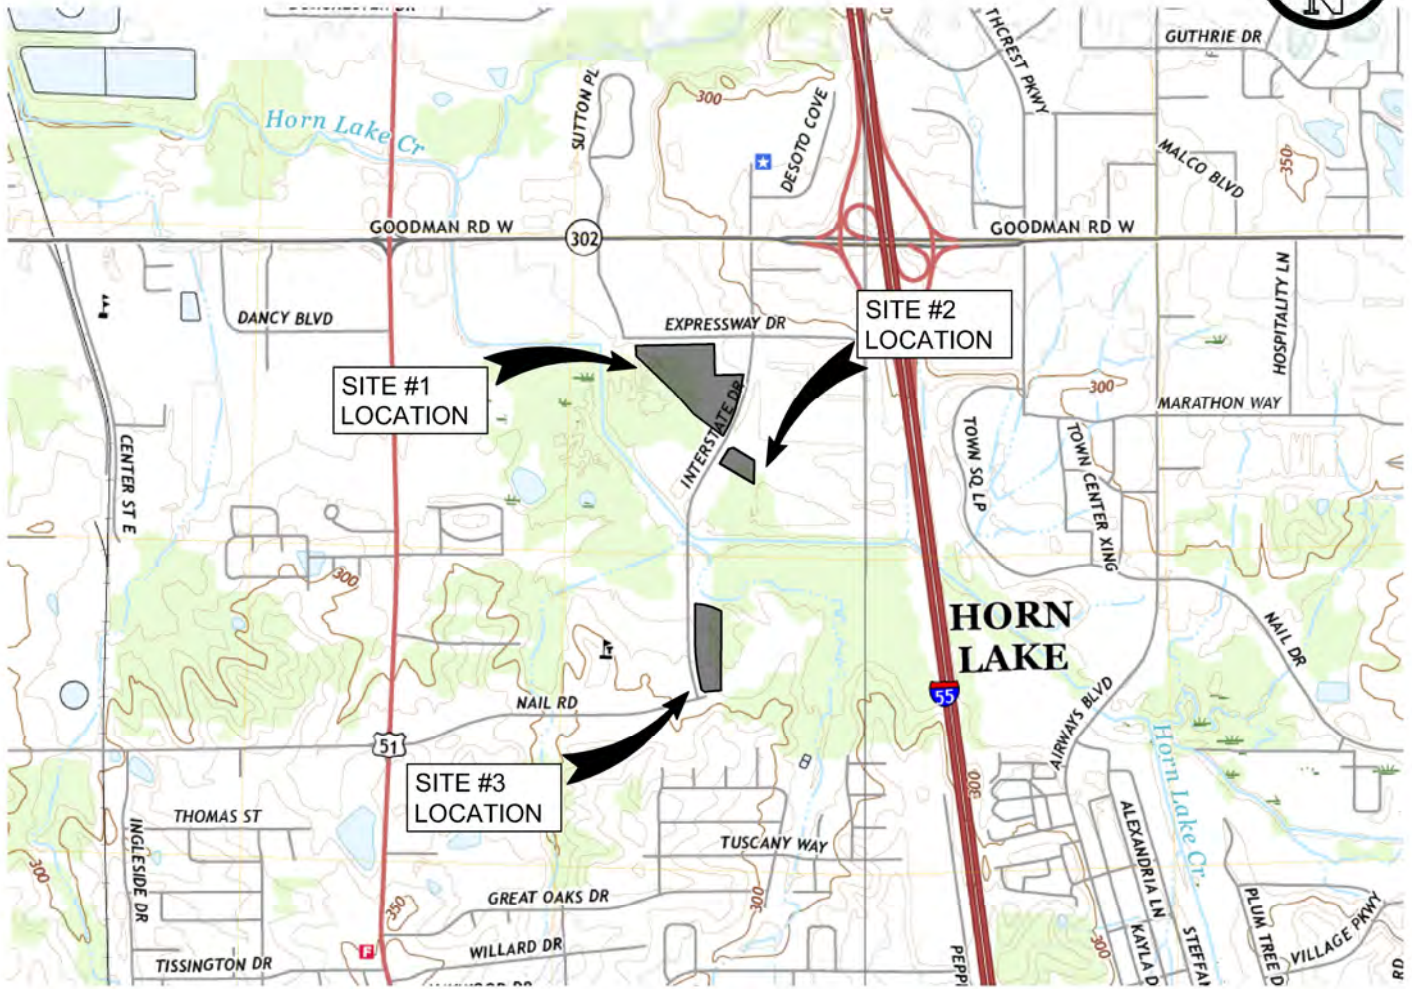 N
GUTHRIE DR
THCREST PKWY
SUTTON PL
300
DESOTO COVE
Horn Lake Cr
MALCO BLVD
350
GOODMAN RD W
302
GOODMAN RD W
HOSPITALITY LN
DANCY BLVD
EXPRESSWAY DR
SITE #2
LOCATION
SITE #1
LOCATION
300
MARATHON WAY
INTERSTATE DR
CENTER ST E
TOWN SQ LP
TOWN CENTER XING
300
HORN
LAKE
NAIL DR
55
NAIL RD
51
AIRWAYS BLVD
Horn Lake Cr.
SITE #3
LOCATION
300
THOMAS ST
INGLESIDE DR
TUSCANY WAY
ALEXANDRIA LN
300
GREAT OAKS DR
350
300
WILLARD DR
F
TISSINGTON DR
PEPP
300
KAYLA D
STEFFAN
PLUM TREE D
VILLAGE PKWY
RD